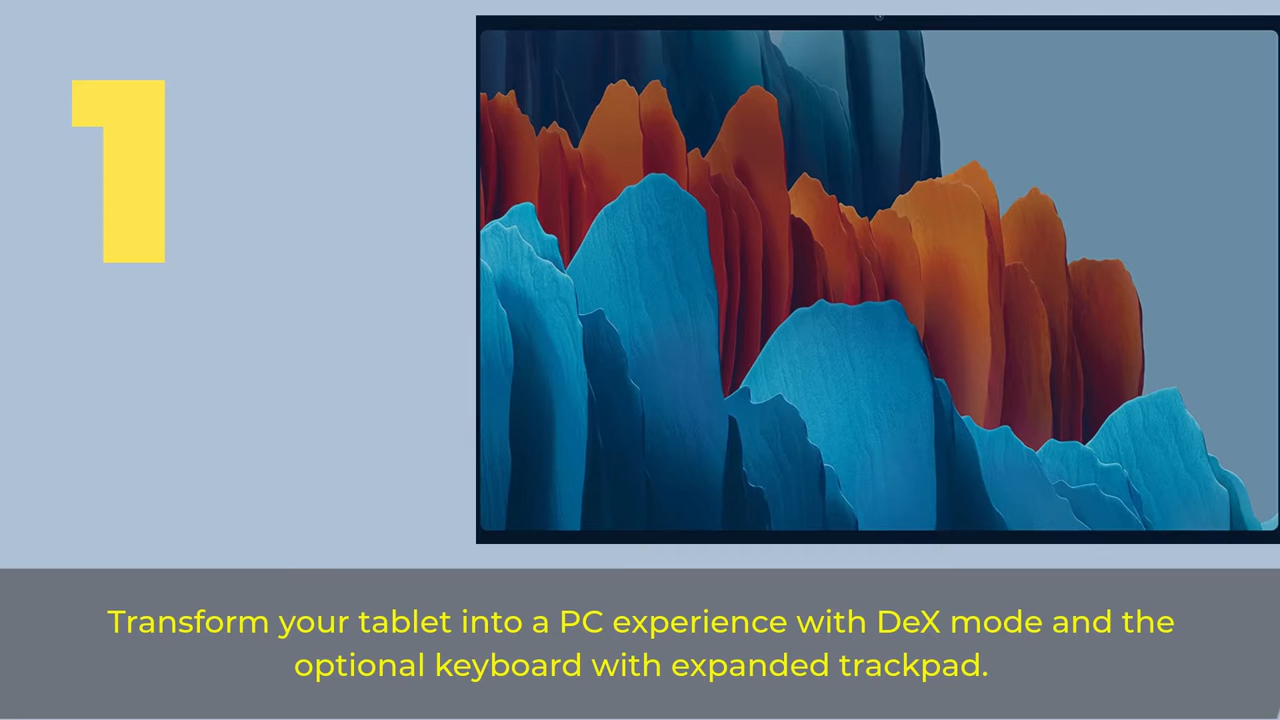 1
Transform your tablet into a PC experience with DeX mode and the
optional keyboard with expanded trackpad.